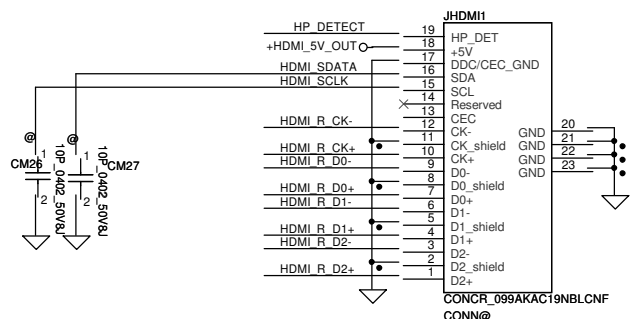 JHDMI1
HP_DETECT 19 HP_DET
+HDMI_5V_OUT 18 +5V
17 DDC/CEC_GND
HDMI_SDATA 16 SDA
HDMI_SCLK 15 SCL
14 Reserved
13 CEC
HDMI_R_CK- 12 CK- GND 20
11 CK_shield GND 21
HDMI_R_CK+ 10 CK+ GND 22
HDMI_R_D0- 9 D0- GND 23
8 D0_shield
HDMI_R_D0+ 7 D0+
HDMI_R_D1- 6 D1-
5 D1_shield
HDMI_R_D1+ 4 D1+
HDMI_R_D2- 3 D2-
2 D2_shield
HDMI_R_D2+ 1 D2+
CONCR_099AKAC19NBLCNF
CONN@
@
CM26
1
2
10P_0402_50V8J
@
CM27
1
2
10P_0402_50V8J